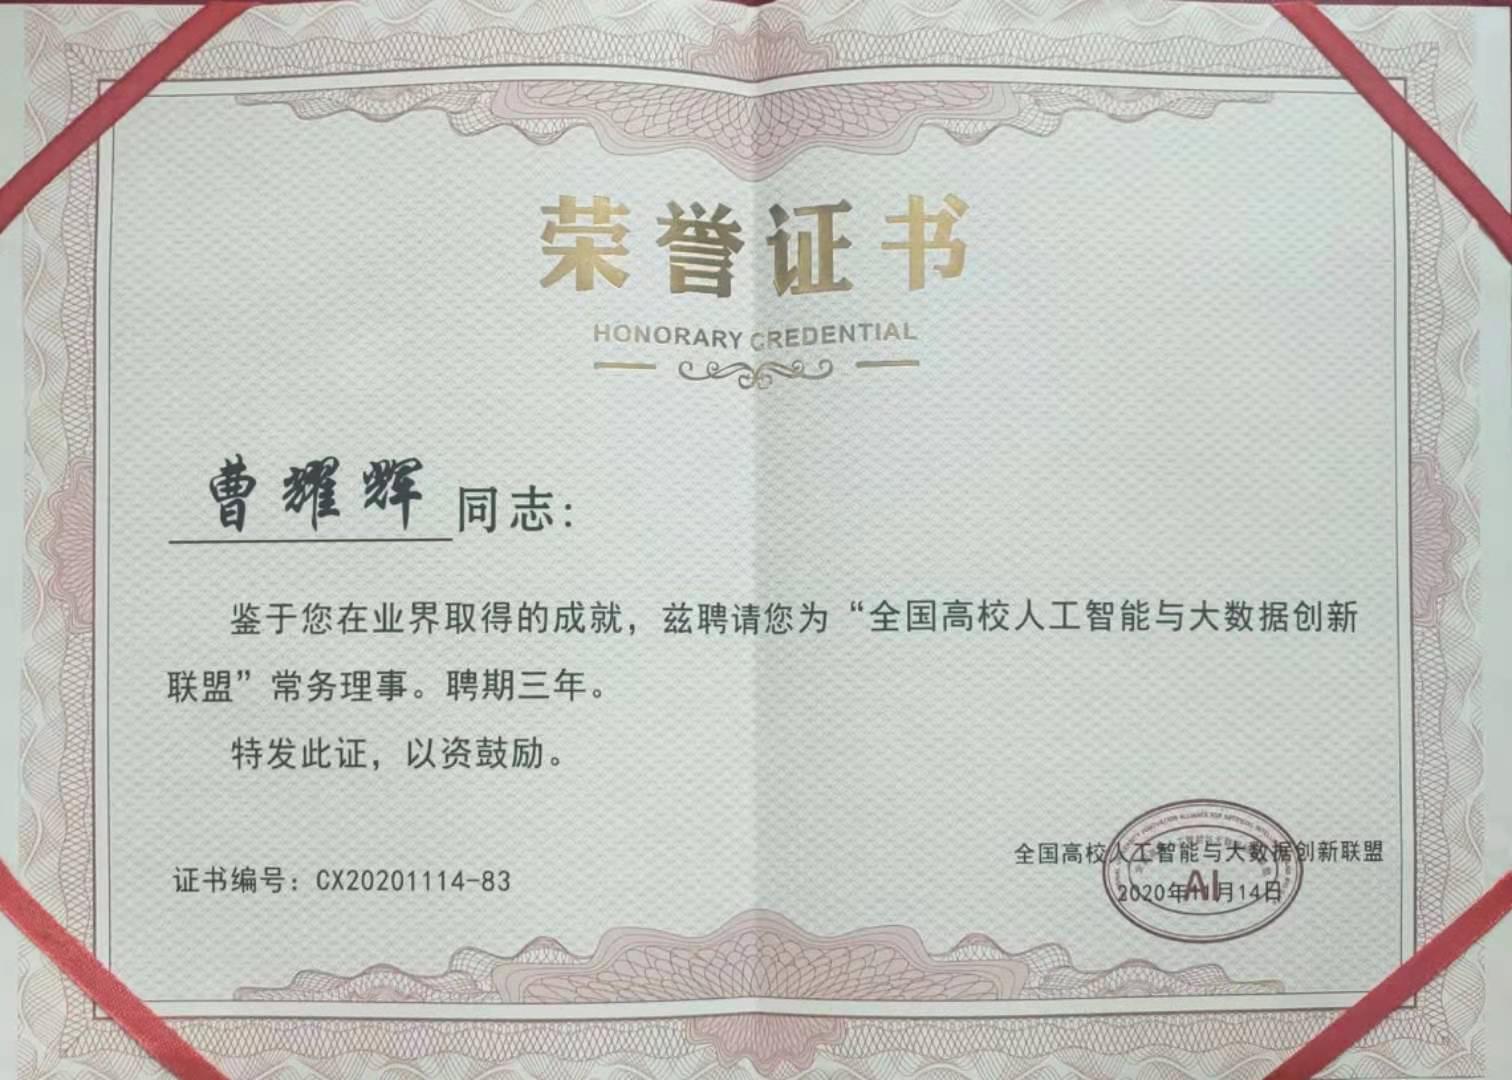 荣誉证书
HONORARY CREDENTIAL
曹耀辉同志:
鉴于您在业界取得的成就，兹聘请您为“全国高校人工智能与大数据创新
联盟”常务理事。聘期三年。
特发此证，以资鼓励。
证书编号：CX20201114-83
全国高校人工智能与大数据创新联盟
2020年11月14日
AI